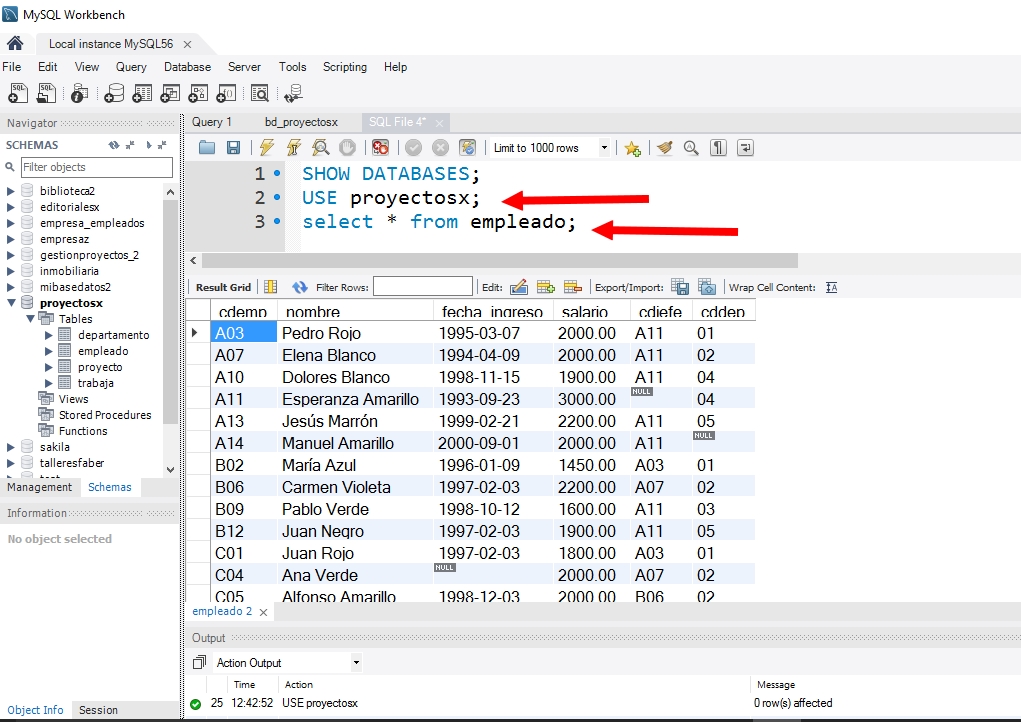 MySQL Workbench
Local instance MySQL56
File Edit View Query Database Server Tools Scripting Help
Navigator
SCHEMAS
Filter objects
biblioteca2
editorialesx
empresa_empleados
empresaz
gestionproyectos_2
inmobiliaria
mibasedatos2
proyectosx
Tables
departamento
empleado
proyecto
trabaja
Views
Stored Procedures
Functions
sakila
talleresfaber
Management Schemas
Information
No object selected
Object Info Session
Query 1 bd_proyectosx SQL File 4*
Limit to 1000 rows
1 SHOW DATABASES;
2 USE proyectosx;
3 select * from empleado;
Result Grid Filter Rows: Edit: Export/Import: Wrap Cell Content:
cdemp nombre fecha_ingreso salario cdjefe cddep
A03 Pedro Rojo 1995-03-07 2000.00 A11 01
A07 Elena Blanco 1994-04-09 2000.00 A11 02
A10 Dolores Blanco 1998-11-15 1900.00 A11 04
A11 Esperanza Amarillo 1993-09-23 3000.00 NULL 04
A13 Jesús Marrón 1999-02-21 2200.00 A11 05
A14 Manuel Amarillo 2000-09-01 2000.00 A11 NULL
B02 María Azul 1996-01-09 1450.00 A03 01
B06 Carmen Violeta 1997-02-03 2200.00 A07 02
B09 Pablo Verde 1998-10-12 1600.00 A11 03
B12 Juan Negro 1997-02-03 1900.00 A11 05
C01 Juan Rojo 1997-02-03 1800.00 A03 01
C04 Ana Verde NULL 2000.00 A07 02
C05 Alfonso Amarillo 1998-12-03 2000.00 B06 02
empleado 2
Output
Action Output
Time Action Message
25 12:42:52 USE proyectosx 0 row(s) affected